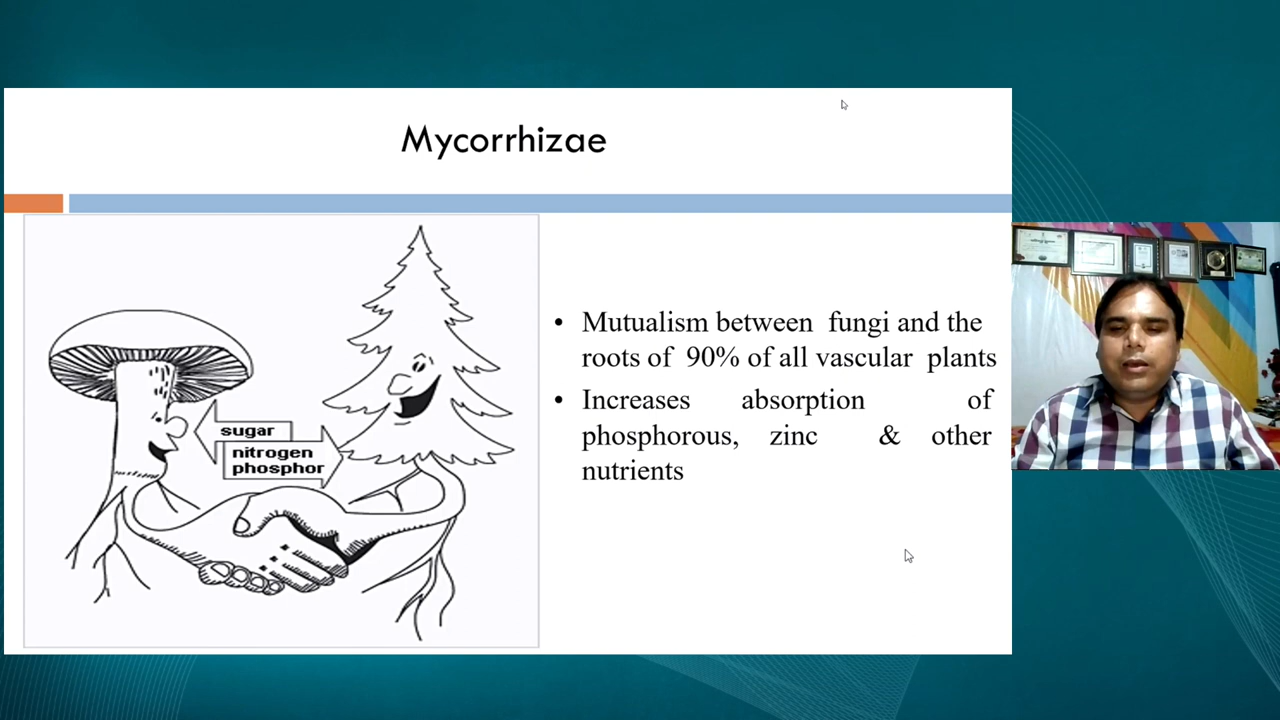 Mycorrhizae
sugar
nitrogen
phosphor
• Mutualism between fungi and the
roots of 90% of all vascular plants
• Increases absorption of
phosphorous, zinc & other
nutrients